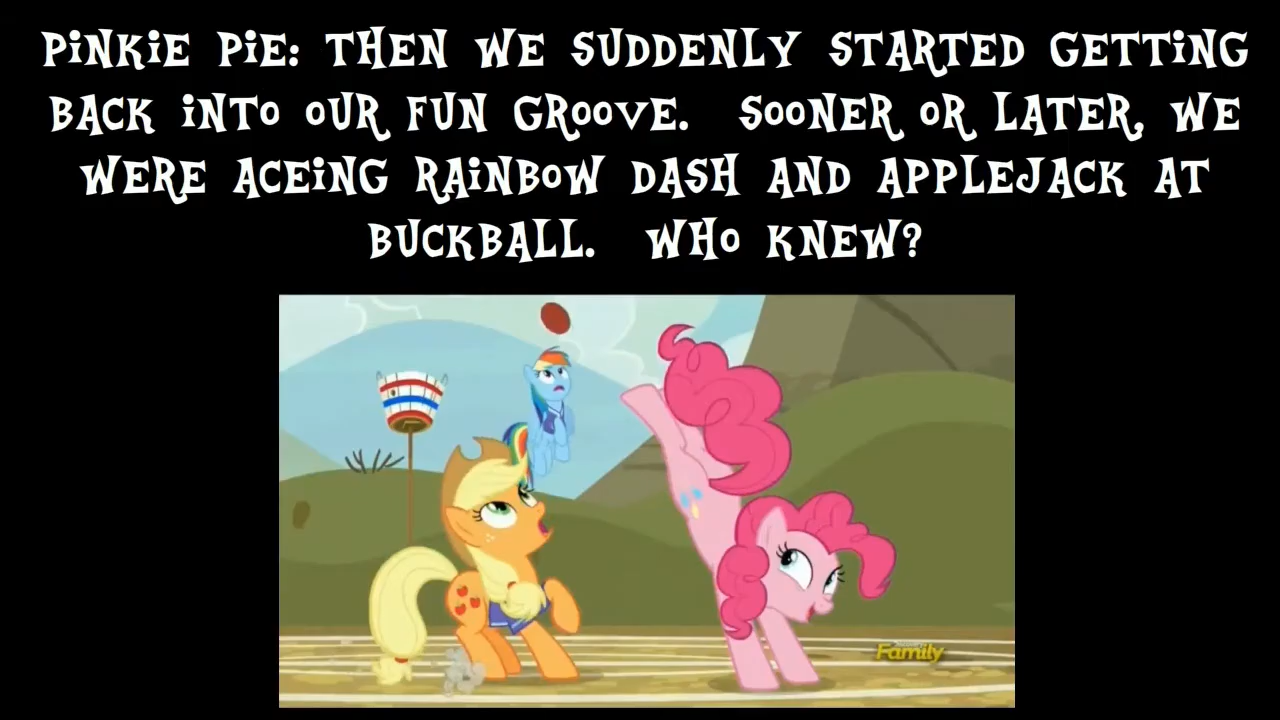 PiNKiE PiE: THEN WE SUDDENLY STARTED GETTiNG
BACK iNTO OUR FUN GROOVE.  SOONER OR LATER, WE
WERE ACEiNG RAiNBOW DASH AND APPLEJACK AT
BUCKBALL.  WHO KNEW?
Discovery
Family